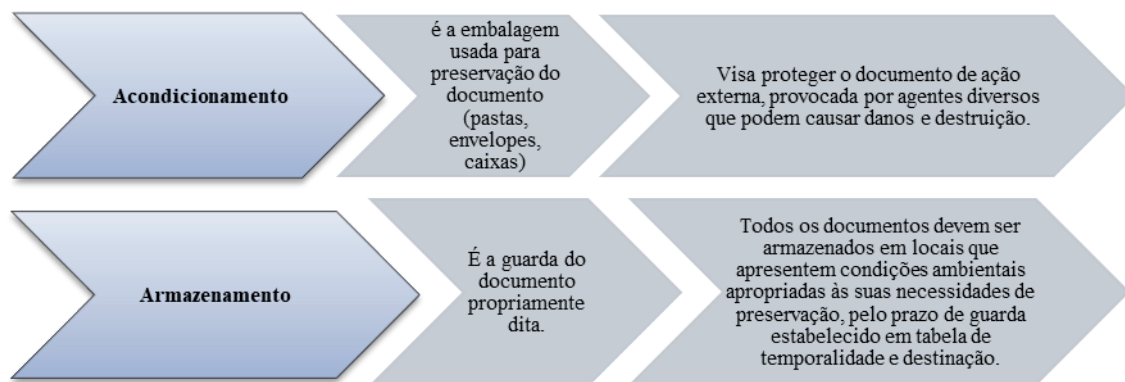 Acondicionamento
é a embalagem
usada para
preservação do
documento
(pastas,
envelopes,
caixas)
Visa proteger o documento de ação
externa, provocada por agentes diversos
que podem causar danos e destruição.
Armazenamento
É a guarda do
documento
propriamente
dita.
Todos os documentos devem ser
armazenados em locais que
apresentem condições ambientais
apropriadas às suas necessidades de
preservação, pelo prazo de guarda
estabelecido em tabela de
temporalidade e destinação.